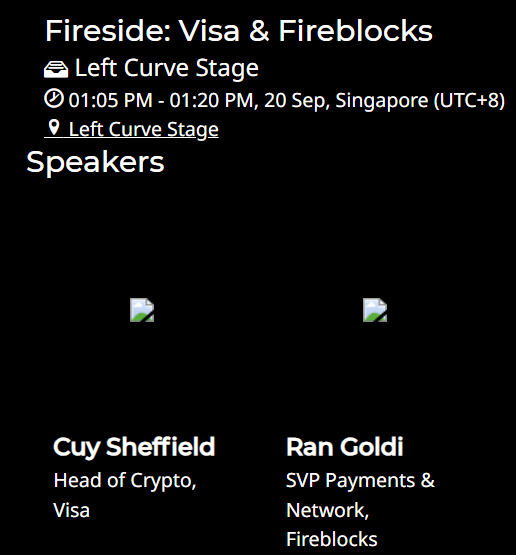 Fireside: Visa & Fireblocks
Left Curve Stage
01:05 PM - 01:20 PM, 20 Sep, Singapore (UTC+8)
Left Curve Stage
Speakers
Cuy Sheffield
Head of Crypto,
Visa
Ran Goldi
SVP Payments &
Network,
Fireblocks